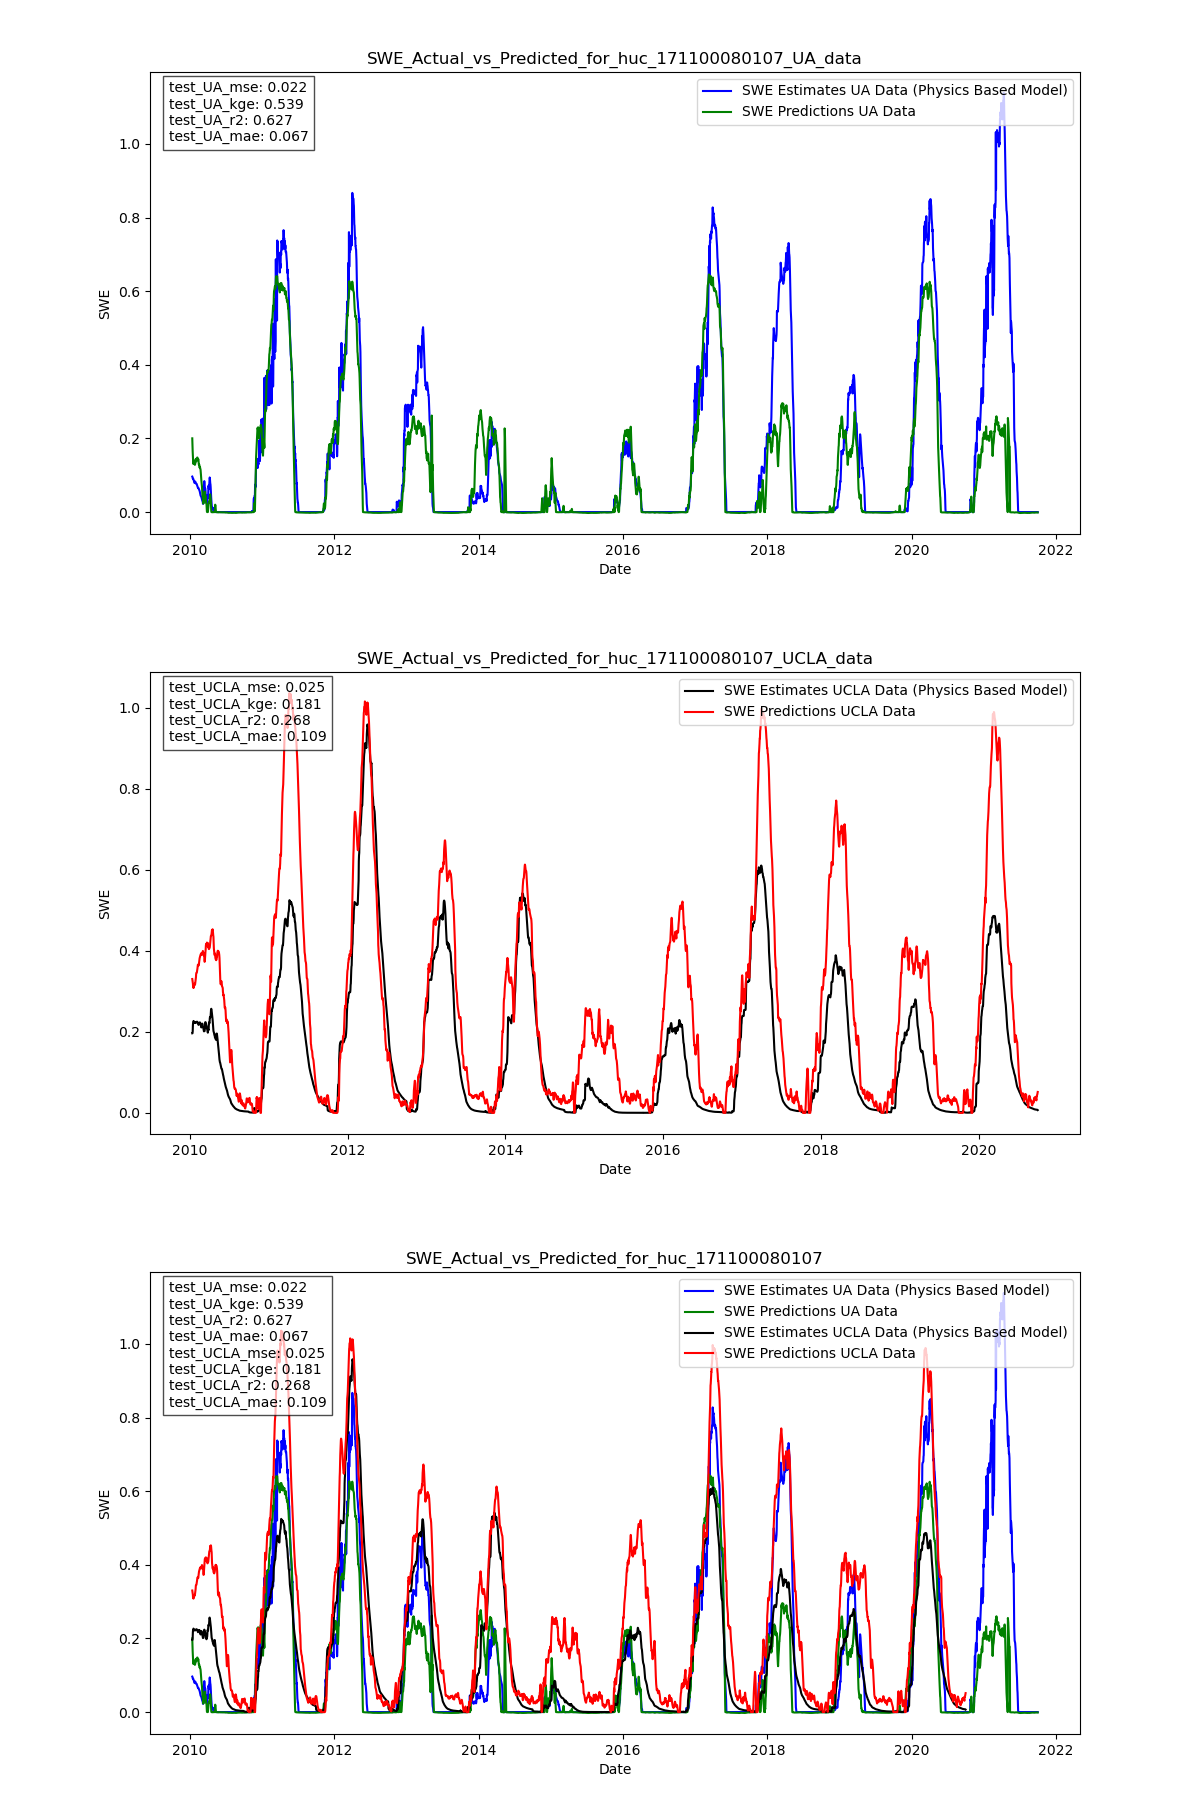 SWE_Actual_vs_Predicted_for_huc_171100080107_UA_data
test_UA_mse: 0.022
test_UA_kge: 0.539
test_UA_r2: 0.627
test_UA_mae: 0.067
SWE Estimates UA Data (Physics Based Model)
SWE Predictions UA Data
1.0
0.8
0.6
0.4
0.2
0.0
SWE
2010
2012
2014
2016
2018
2020
2022
Date
SWE_Actual_vs_Predicted_for_huc_171100080107_UCLA_data
test_UCLA_mse: 0.025
test_UCLA_kge: 0.181
test_UCLA_r2: 0.268
test_UCLA_mae: 0.109
SWE Estimates UCLA Data (Physics Based Model)
SWE Predictions UCLA Data
1.0
0.8
0.6
0.4
0.2
0.0
SWE
2010
2012
2014
2016
2018
2020
Date
SWE_Actual_vs_Predicted_for_huc_171100080107
test_UA_mse: 0.022
test_UA_kge: 0.539
test_UA_r2: 0.627
test_UA_mae: 0.067
test_UCLA_mse: 0.025
test_UCLA_kge: 0.181
test_UCLA_r2: 0.268
test_UCLA_mae: 0.109
SWE Estimates UA Data (Physics Based Model)
SWE Predictions UA Data
SWE Estimates UCLA Data (Physics Based Model)
SWE Predictions UCLA Data
1.0
0.8
0.6
0.4
0.2
0.0
SWE
2010
2012
2014
2016
2018
2020
2022
Date